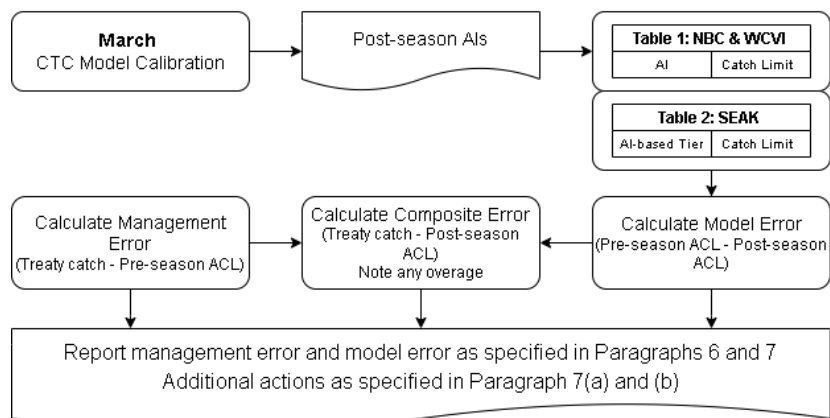 March
CTC Model Calibration
Post-season AIs
Table 1: NBC & WCVI
AI
Catch Limit
Table 2: SEAK
AI-based Tier
Catch Limit
Calculate Management
Error
(Treaty catch - Pre-season ACL)
Calculate Composite Error
(Treaty catch - Post-season
ACL)
Note any overage
Calculate Model Error
(Pre-season ACL - Post-season
ACL)
Report management error and model error as specified in Paragraphs 6 and 7
Additional actions as specified in Paragraph 7(a) and (b)